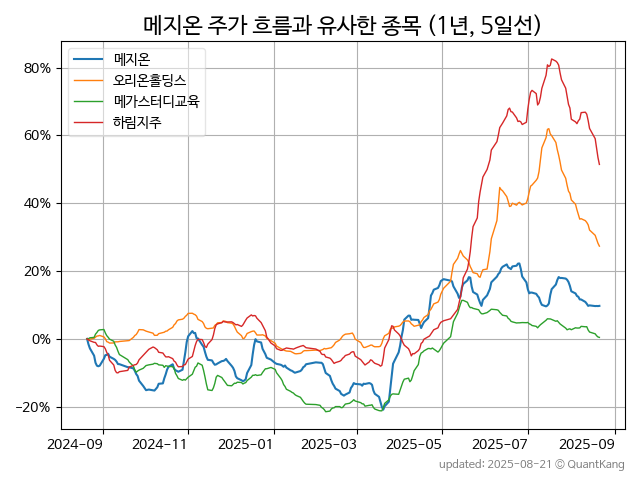 메지온 주가 흐름과 유사한 종목 (1년, 5일선)
메지온
오리온홀딩스
메가스터디교육
하림지주
80%
60%
40%
20%
0%
−20%
2024-09
2024-11
2025-01
2025-03
2025-05
2025-07
2025-09
updated: 2025-08-21 © QuantKang